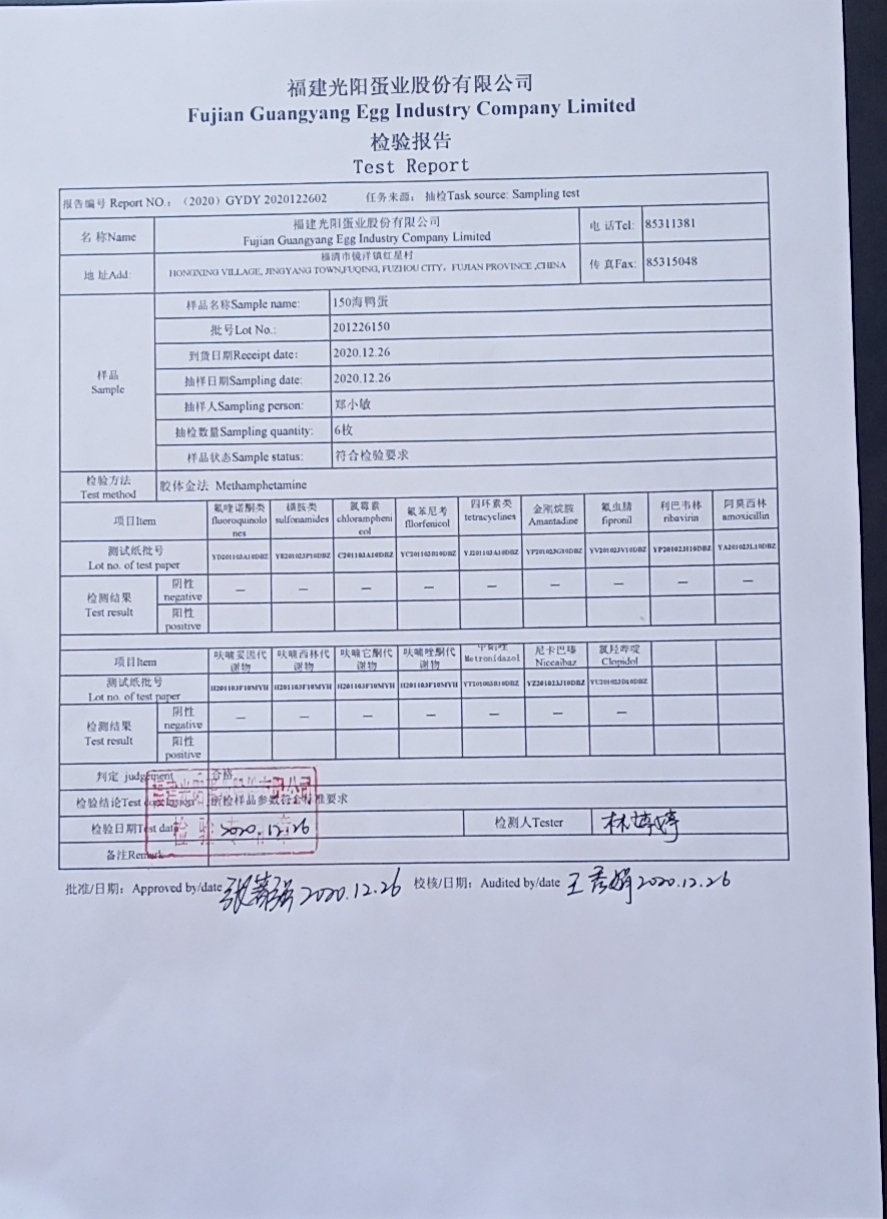 福建光阳蛋业股份有限公司
Fujian Guangyang Egg Industry Company Limited
检验报告
Test Report
报告编号 Report NO.: (2020) GYDY 2020122602 任务来源: 抽检Task source: Sampling test
名 称Name 福建光阳蛋业股份有限公司 Fujian Guangyang Egg Industry Company Limited 电 话Tel: 85311381
地 址Add: 福清市镜洋镇红星村 HONGXING VILLAGE, JINGYANG TOWN,FUQING, FUZHOU CITY, FUJIAN PROVINCE ,CHINA 传 真Fax: 85315048
样品 Sample
样品名称Sample name: 150海鸭蛋
批号Lot No.: 201226150
到货日期Receipt date: 2020.12.26
抽样日期Sampling date: 2020.12.26
抽样人Sampling person: 郑小敏
抽检数量Sampling quantity: 6枚
样品状态Sample status: 符合检验要求
检验方法 Test method 胶体金法 Methamphetamine
项目Item 氟喹诺酮类 fluoroquinolones 磺胺类 sulfonamides 氯霉素 chloramphenicol 氟苯尼考 fllorfenicol 四环素类 tetracyclines 金刚烷胺 Amantadine 氟虫腈 fipronil 利巴韦林 ribavirin 阿莫西林 amoxicillin
测试纸批号 Lot no. of test paper C201103A10DBZ YC201102B10DBZ YJ201103A10DBZ
检测结果 Test result
阴性 negative — — — — — — — — —
阳性 positive
项目Item 呋喃妥因代谢物 呋喃西林代谢物 呋喃它酮代谢物 呋喃唑酮代谢物 Metronidazol 尼卡巴嗪 Niccaibaz 氯羟吡啶 Clopidol
测试纸批号 Lot no. of test paper H201103F10MYH H201103F10MYH H201103F10MYH H201103F10MYH
检测结果 Test result
阴性 negative — — — — — — —
阳性 positive
判定 judgement 合格
检验结论Test conclusion 所检样品参数符合标准要求
检验日期Test date 2020.12.26 检测人Tester 林婷婷
备注Remark
批准/日期: Approved by/date 2020.12.26 校核/日期: Audited by/date 王秀娟 2020.12.26